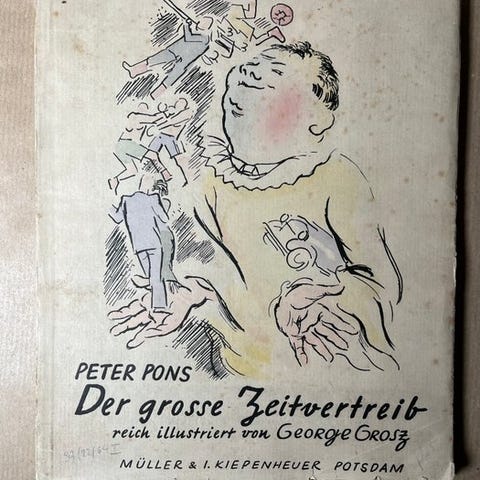 PETER PONS
Der grosse Zeitvertreib
reich illustriert von GEORGE GROSZ
MÜLLER & I. KIEPENHEUER POTSDAM